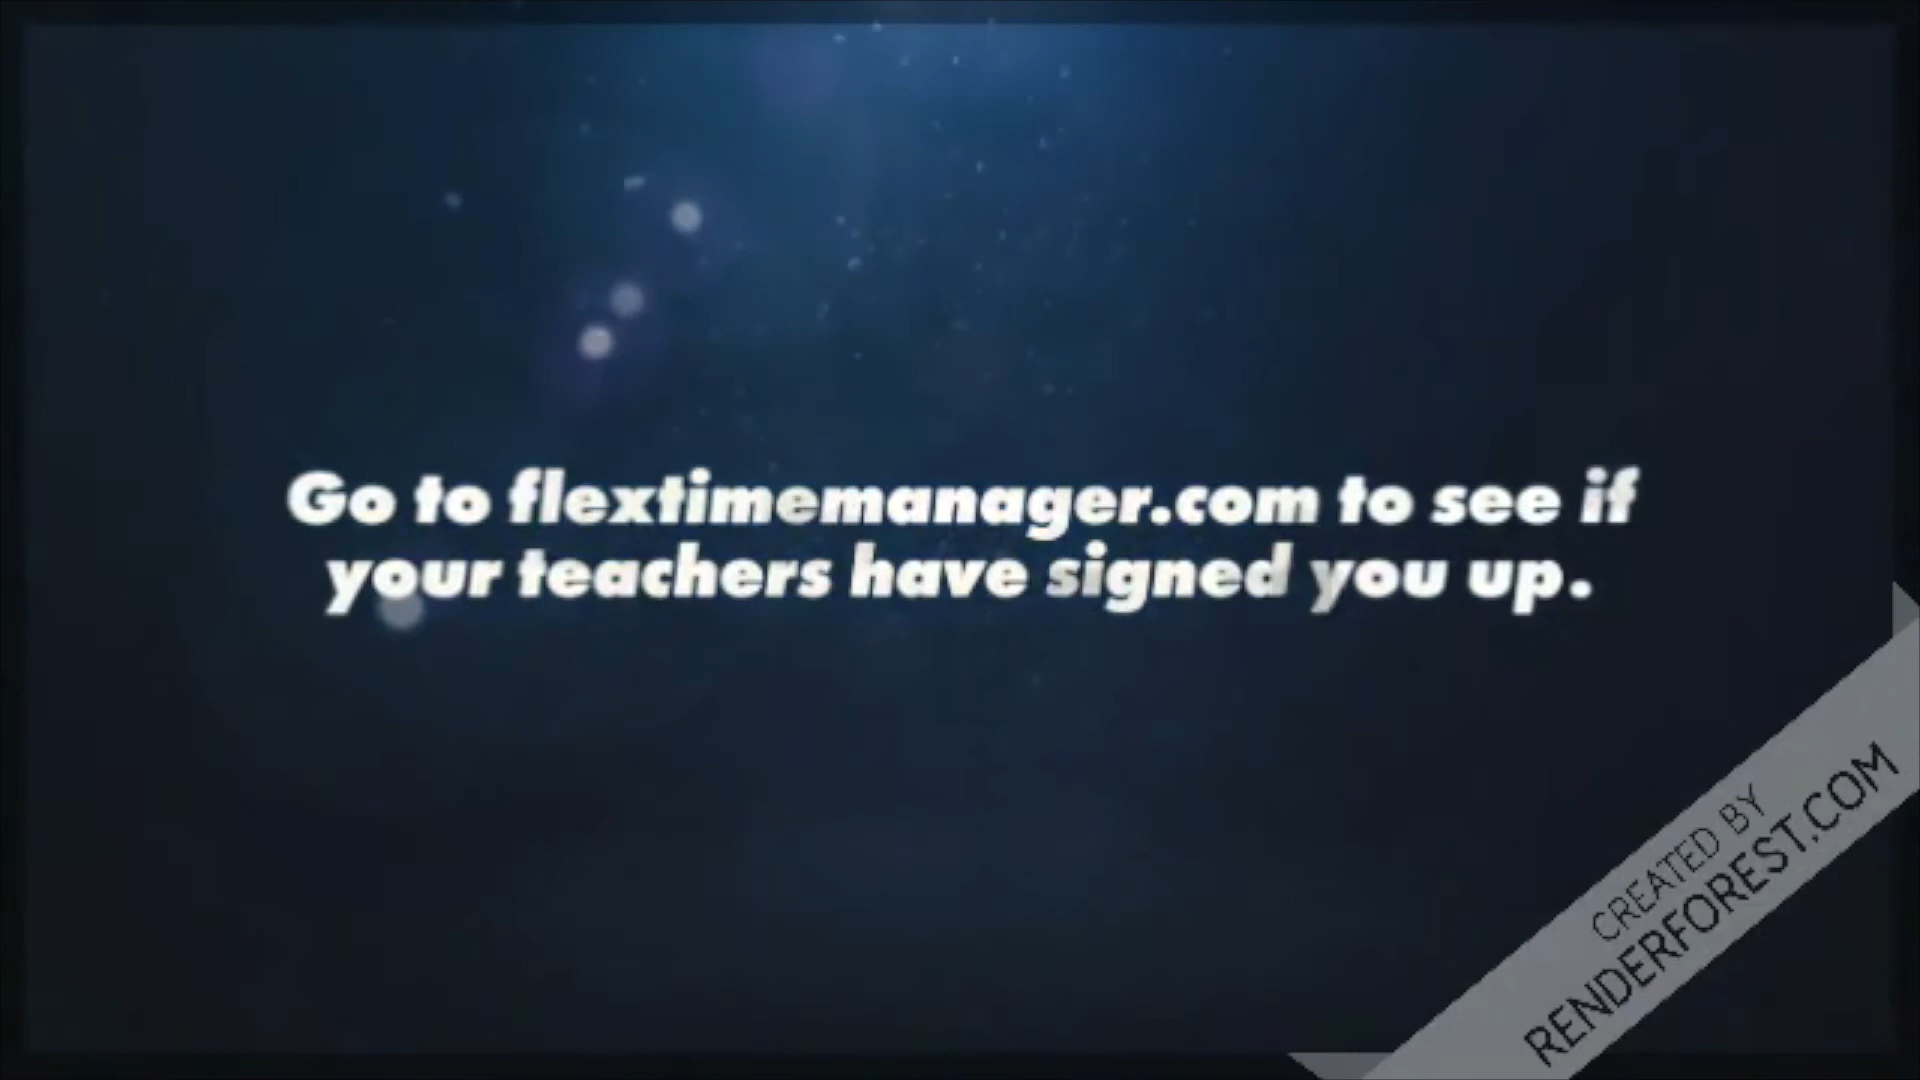 Go to flextimemanager.com to see if
your teachers have signed you up.
CREATED BY
RENDERFOREST.COM